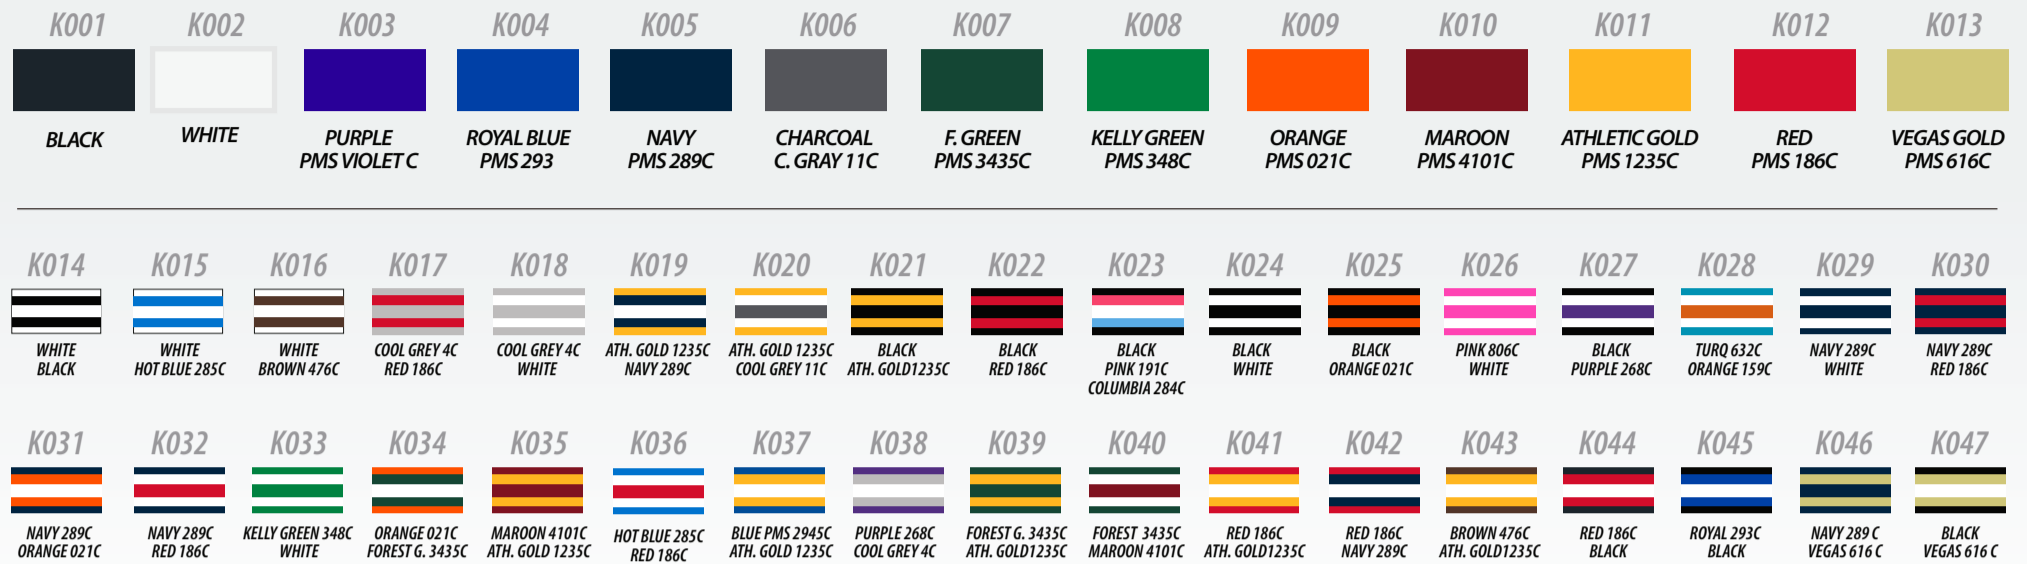 K001 K002 K003 K004 K005 K006 K007 K008 K009 K010 K011 K012 K013
BLACK WHITE PURPLE ROYAL BLUE NAVY CHARCOAL F. GREEN KELLY GREEN ORANGE MAROON ATHLETIC GOLD RED VEGAS GOLD
PMS VIOLET C PMS 293 PMS 289C C. GRAY 11C PMS 3435C PMS 348C PMS 021C PMS 4101C PMS 1235C PMS 186C PMS 616C
K014 K015 K016 K017 K018 K019 K020 K021 K022 K023 K024 K025 K026 K027 K028 K029 K030
WHITE WHITE WHITE COOL GREY 4C COOL GREY 4C ATH. GOLD 1235C ATH. GOLD 1235C BLACK BLACK BLACK BLACK BLACK PINK 806C BLACK TURQ 632C NAVY 289C NAVY 289C
BLACK HOT BLUE 285C BROWN 476C RED 186C WHITE NAVY 289C COOL GREY 11C ATH. GOLD1235C RED 186C PINK 191C WHITE ORANGE 021C WHITE PURPLE 268C ORANGE 159C WHITE RED 186C
COLUMBIA 284C
K031 K032 K033 K034 K035 K036 K037 K038 K039 K040 K041 K042 K043 K044 K045 K046 K047
NAVY 289C NAVY 289C KELLY GREEN 348C ORANGE 021C MAROON 4101C HOT BLUE 285C BLUE PMS 2945C PURPLE 268C FOREST G. 3435C FOREST 3435C RED 186C RED 186C BROWN 476C RED 186C ROYAL 293C NAVY 289 C BLACK
ORANGE 021C RED 186C WHITE FOREST G. 3435C ATH. GOLD 1235C RED 186C ATH. GOLD 1235C COOL GREY 4C ATH. GOLD1235C MAROON 4101C ATH. GOLD1235C NAVY 289C ATH. GOLD1235C BLACK BLACK VEGAS 616 C VEGAS 616 C